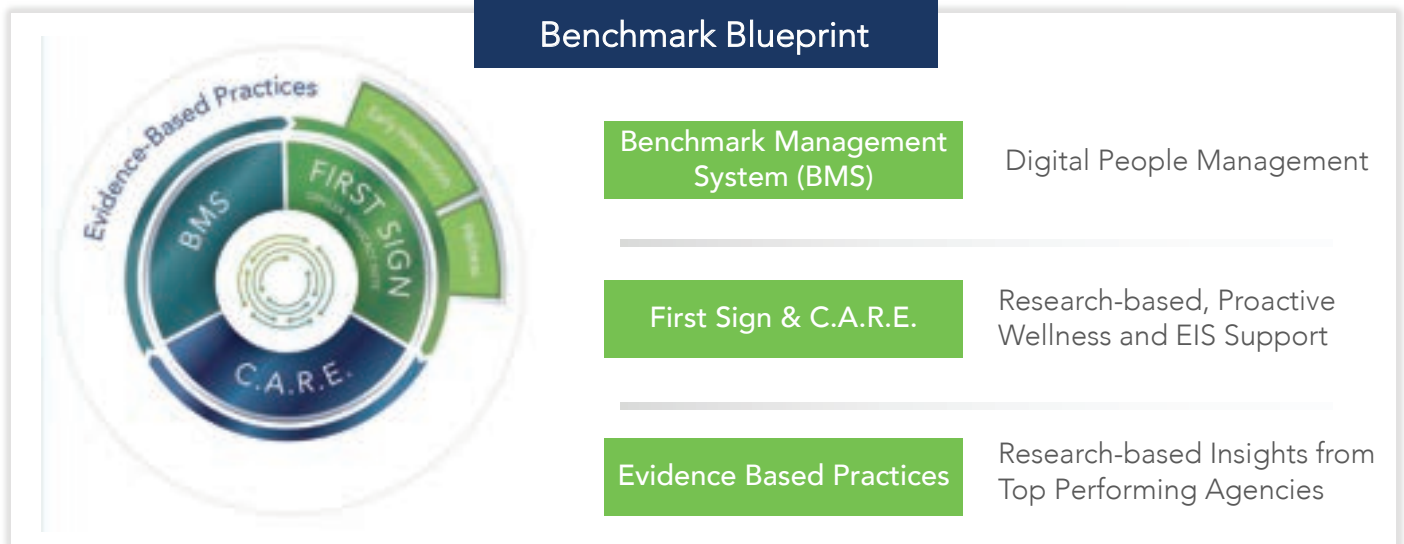 Benchmark Blueprint
Evidence-Based Practices
BMS
FIRST SIGN
C.A.R.E.
Benchmark Management
System (BMS)
Digital People Management
First Sign & C.A.R.E.
Research-based, Proactive
Wellness and EIS Support
Evidence Based Practices
Research-based Insights from
Top Performing Agencies